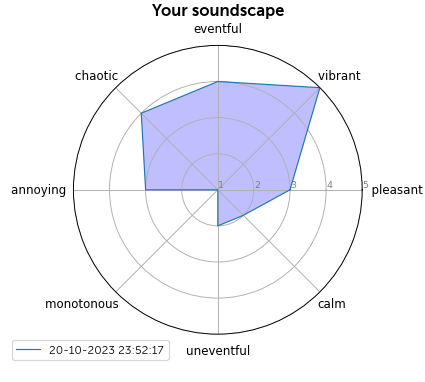 Your soundscape
eventful
chaotic
vibrant
annoying
1 2 3 4 5
pleasant
monotonous
calm
uneventful
20-10-2023 23:52:17